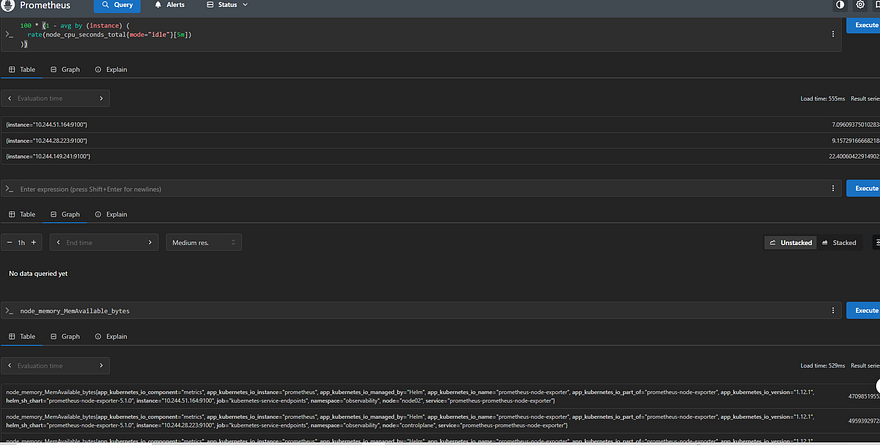 Prometheus Query Alerts Status
100 * (1 - avg by (instance) (
rate(node_cpu_seconds_total{mode="idle"}[5m])
))
Execute
Table Graph Explain
Evaluation time
Load time: 555ms Result serie
{instance="10.244.51.164:9100"} 7.096093750102838
{instance="10.244.28.223:9100"} 9.157291666682188
{instance="10.244.149.241:9100"} 22.40060422914902
Enter expression (press Shift+Enter for newlines) Execute
Table Graph Explain
1h End time Medium res. Unstacked Stacked
No data queried yet
node_memory_MemAvailable_bytes Execute
Table Graph Explain
Evaluation time
Load time: 529ms Result serie
node_memory_MemAvailable_bytes{app_kubernetes_io_component="metrics", app_kubernetes_io_instance="prometheus", app_kubernetes_io_managed_by="Helm", app_kubernetes_io_name="prometheus-node-exporter", app_kubernetes_io_part_of="prometheus-node-exporter", app_kubernetes_io_version="1.12.1",
helm_sh_chart="prometheus-node-exporter-5.1.0", instance="10.244.51.164:9100", job="kubernetes-service-endpoints", namespace="observability", node="node02", service="prometheus-prometheus-node-exporter"}
4709851955
node_memory_MemAvailable_bytes{app_kubernetes_io_component="metrics", app_kubernetes_io_instance="prometheus", app_kubernetes_io_managed_by="Helm", app_kubernetes_io_name="prometheus-node-exporter", app_kubernetes_io_part_of="prometheus-node-exporter", app_kubernetes_io_version="1.12.1",
helm_sh_chart="prometheus-node-exporter-5.1.0", instance="10.244.28.223:9100", job="kubernetes-service-endpoints", namespace="observability", node="controlplane", service="prometheus-prometheus-node-exporter"}
4959392972